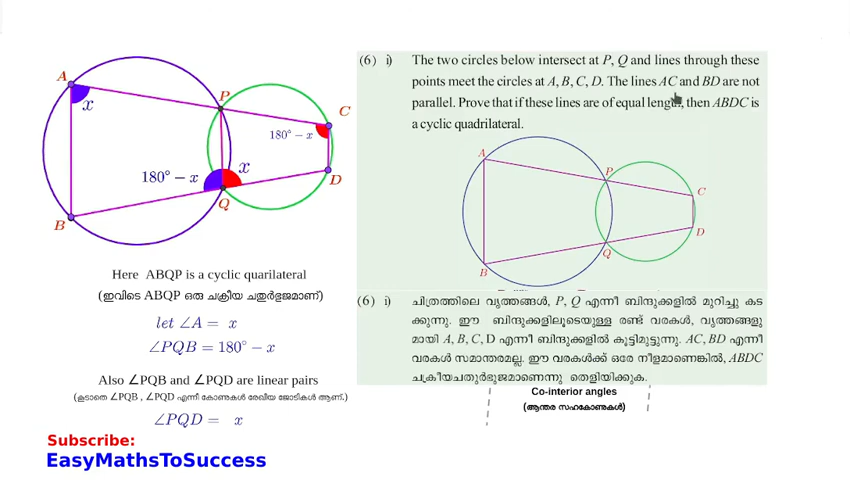 A
x
P
C
180° − x
180° − x
x
D
Q
B
Here ABQP is a cyclic quarilateral
(ഇവിടെ ABQP ഒരു ചക്രീയ ചതുർഭുജമാണ്)
let ∠A = x
∠PQB = 180° − x
Also ∠PQB and ∠PQD are linear pairs
(കൂടാതെ ∠PQB , ∠PQD എന്നീ കോണുകൾ രേഖീയ ജോടികൾ ആണ്.)
∠PQD = x
Subscribe:
EasyMathsToSuccess
(6) i) The two circles below intersect at P, Q and lines through these
points meet the circles at A, B, C, D. The lines AC and BD are not
parallel. Prove that if these lines are of equal length, then ABDC is
a cyclic quadrilateral.
A
P
C
D
Q
B
(6) i) ചിത്രത്തിലെ വൃത്തങ്ങൾ, P, Q എന്നീ ബിന്ദുക്കളിൽ മുറിച്ചു കട
ക്കുന്നു. ഈ ബിന്ദുക്കളിലൂടെയുള്ള രണ്ട് വരകൾ, വൃത്തങ്ങളു
മായി A, B, C, D എന്നീ ബിന്ദുക്കളിൽ കൂട്ടിമുട്ടുന്നു. AC, BD എന്നീ
വരകൾ സമാന്തരമല്ല. ഈ വരകൾക്ക് ഒരേ നീളമാണെങ്കിൽ, ABDC
ചക്രീയചതുർഭുജമാണെന്നു തെളിയിക്കുക.
Co-interior angles
(ആന്തര സഹകോണുകൾ)